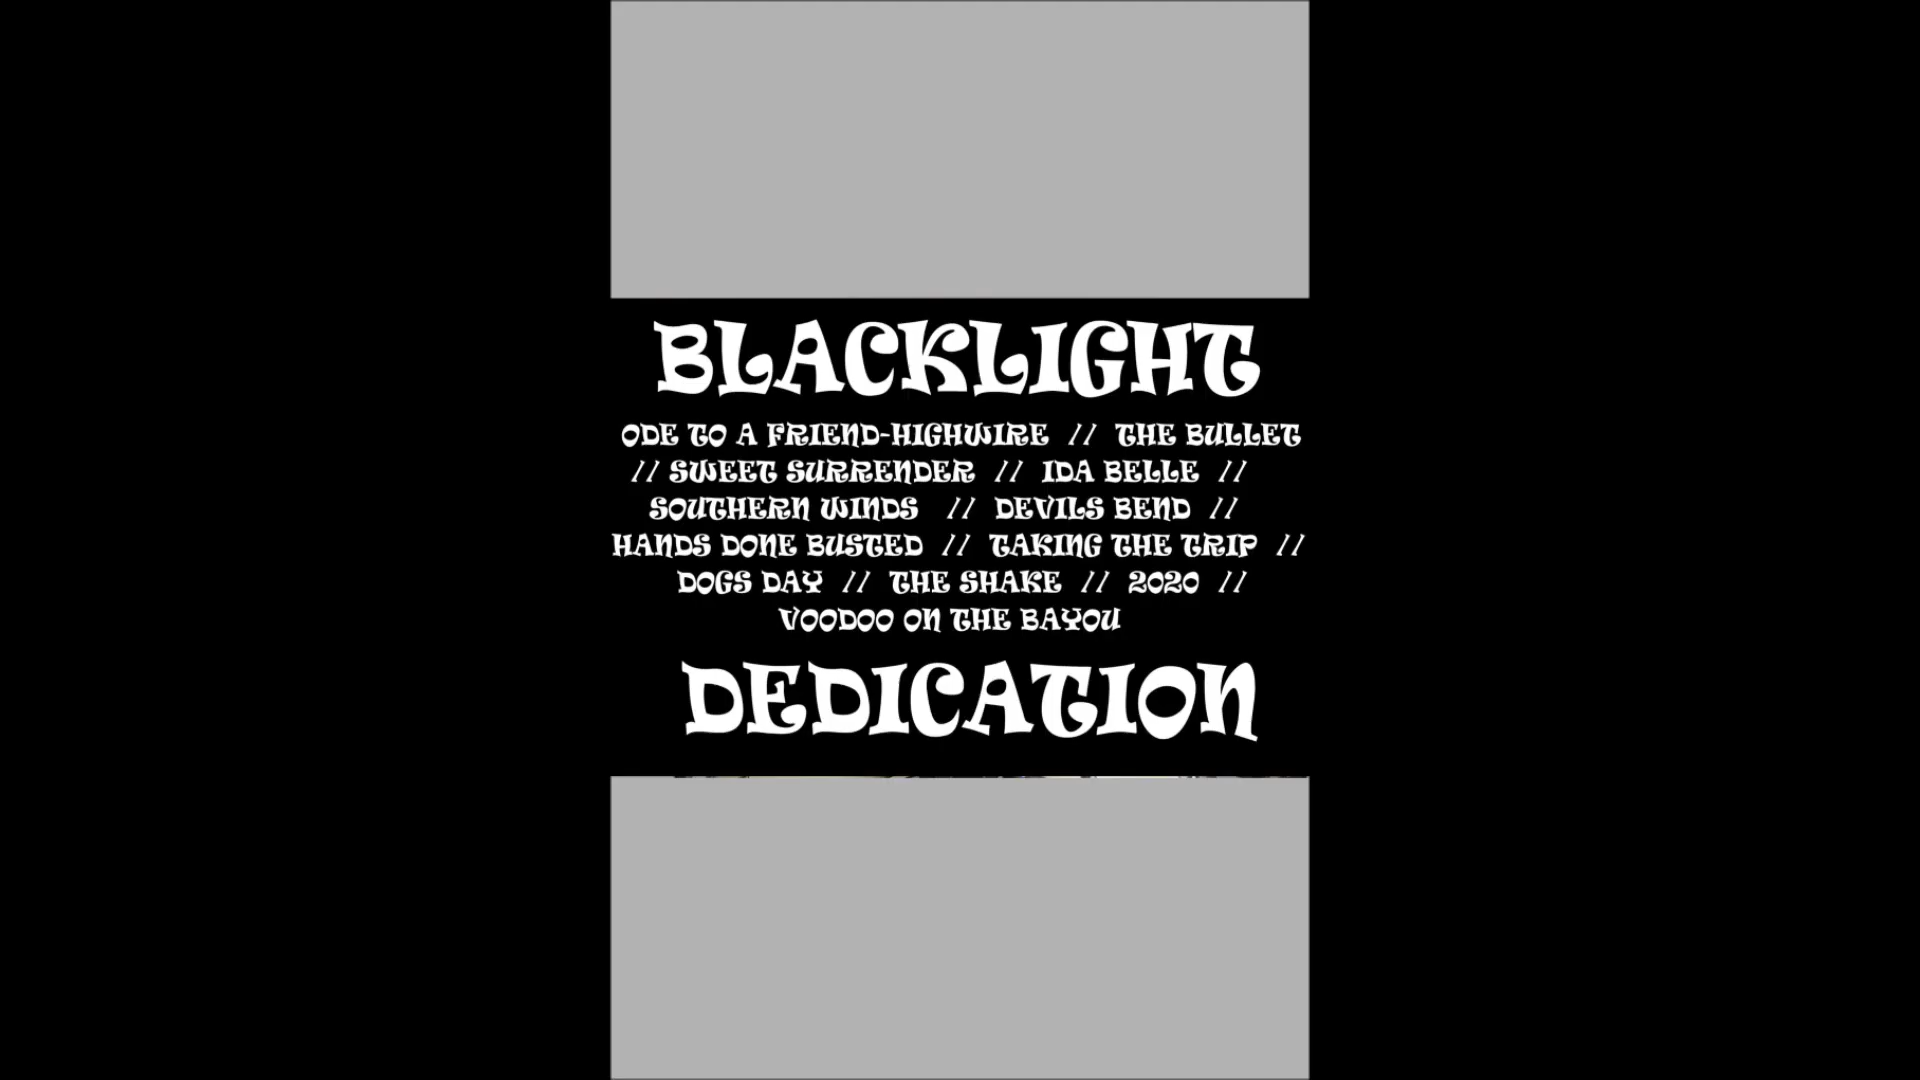 BLACKLIGHT
ODE TO A FRIEND-HIGHWIRE // THE BULLET
// SWEET SURRENDER // IDA BELLE //
SOUTHERN WINDS // DEVILS BEND //
HANDS DONE BUSTED // TAKING THE TRIP //
DOGS DAY // THE SHAKE // 2020 //
VOODOO ON THE BAYOU
DEDICATION